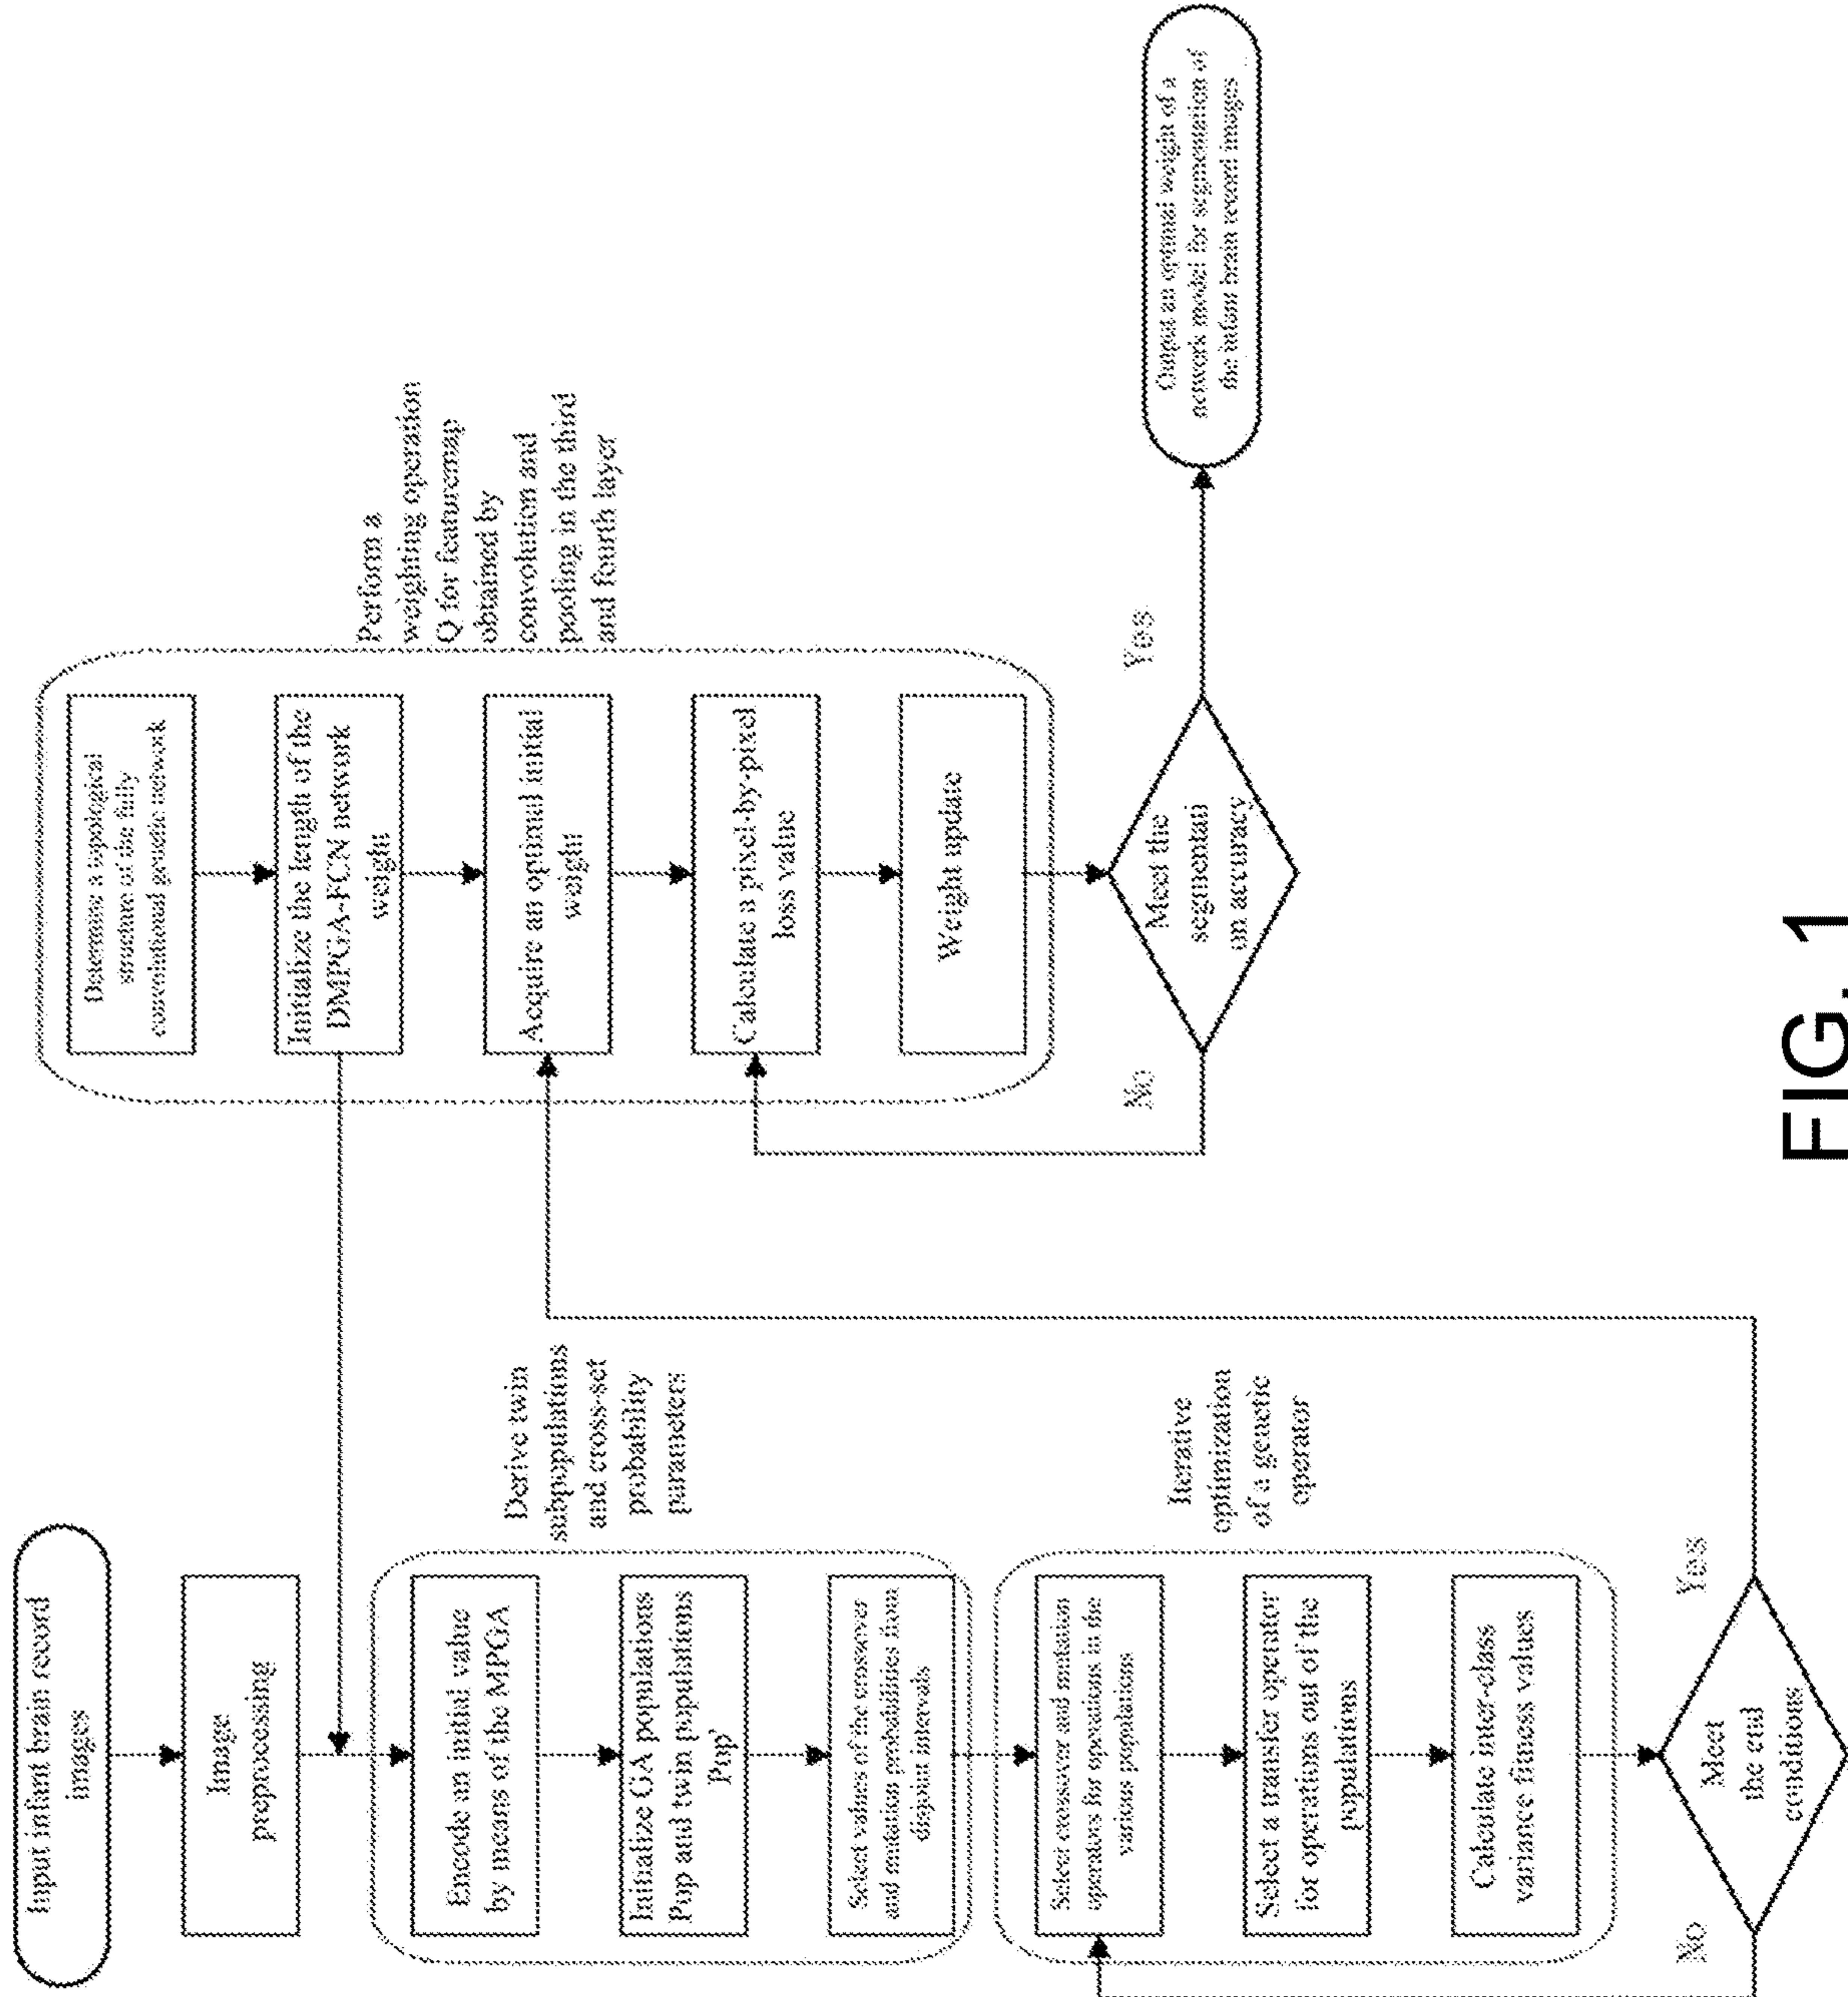 Input infant brain record
images
Image
preprocessing
Encode an initial value
by means of the MPGA
Initialize GA populations
Pop and twin populations
Pop'
Select values of the crossover
and mutation probabilities from
disjoint intervals
Derive twin
subpopulations
and cross-set
probability
parameters
Select crossover and mutation
operators for operations in the
various populations
Select a transfer operator
for operations out of the
populations
Calculate inter-class
variance fitness values
Iterative
optimization
of a genetic
operator
Meet
the end
conditions
No
Yes
Determine a topological
structure of the fully
convolutional genetic network
Initialize the length of the
DMPGA-FCN network
weight
Acquire an optimal initial
weight
Calculate n pixel-by-pixel
loss value
Weight update
Perform a
weighting operation
Q for featuremap
obtained by
convolution and
pooling in the third
and fourth layer
Meet the
segmentati
on accuracy
No
Yes
Output an optimal weight of a
network model for segmentation of
the infant brain record images
FIG. 1